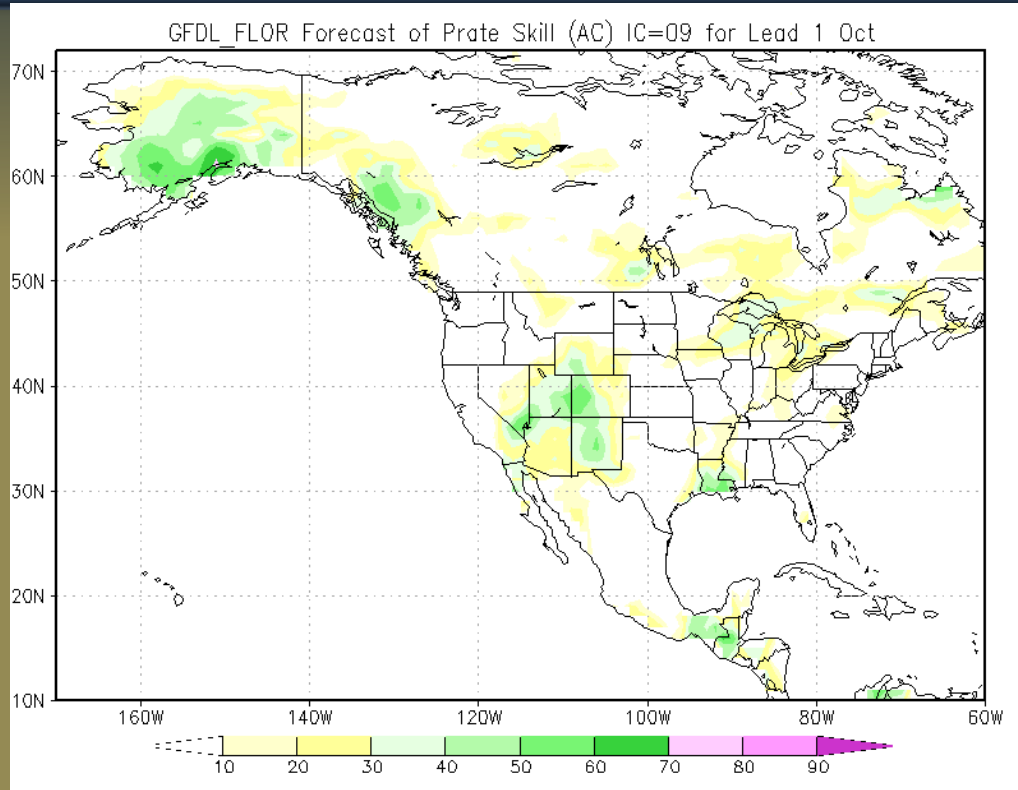 GFDL_FLOR Forecast of Prate Skill (AC) IC=09 for Lead 1 Oct
70N
60N
50N
40N
30N
20N
10N
160W 140W 120W 100W 80W 60W
10 20 30 40 50 60 70 80 90